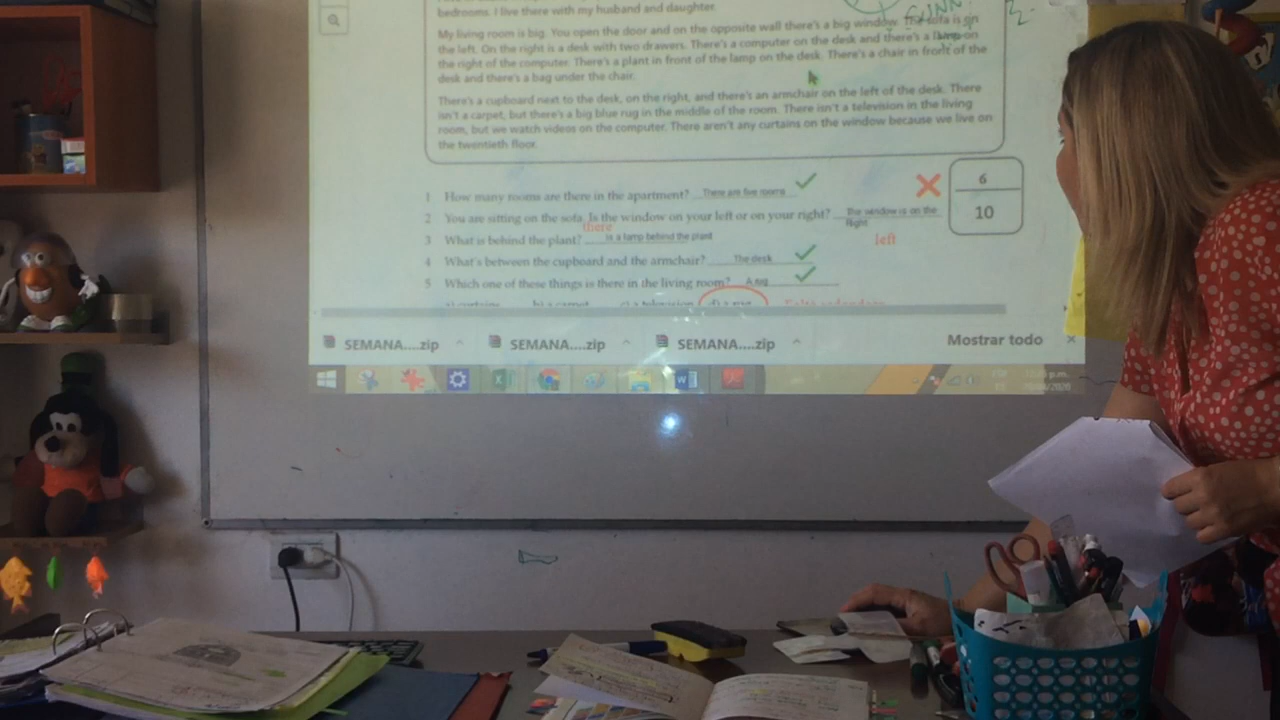 bedrooms. I live there with my husband and daughter.
My living room is big. You open the door and on the opposite wall there's a big window. The sofa is on
the left. On the right is a desk with two drawers. There's a computer on the desk and there's a lamp on
the right of the computer. There's a plant in front of the lamp on the desk. There's a chair in front of the
desk and there's a bag under the chair.
There's a cupboard next to the desk, on the right, and there's an armchair on the left of the desk. There
isn't a carpet, but there's a big blue rug in the middle of the room. There isn't a television in the living
room, but we watch videos on the computer. There aren't any curtains on the window because we live on
the twentieth floor.
6
10
1 How many rooms are there in the apartment? There are five rooms
2 You are sitting on the sofa. Is the window on your left or on your right? The window is on the
Right
left
there
3 What is behind the plant? is a lamp behind the plant
4 What's between the cupboard and the armchair? The desk
5 Which one of these things is there in the living room? A rug
a) curtains b) a carpet c) a television d) a rug
SEMANA....zip SEMANA....zip SEMANA....zip Mostrar todo